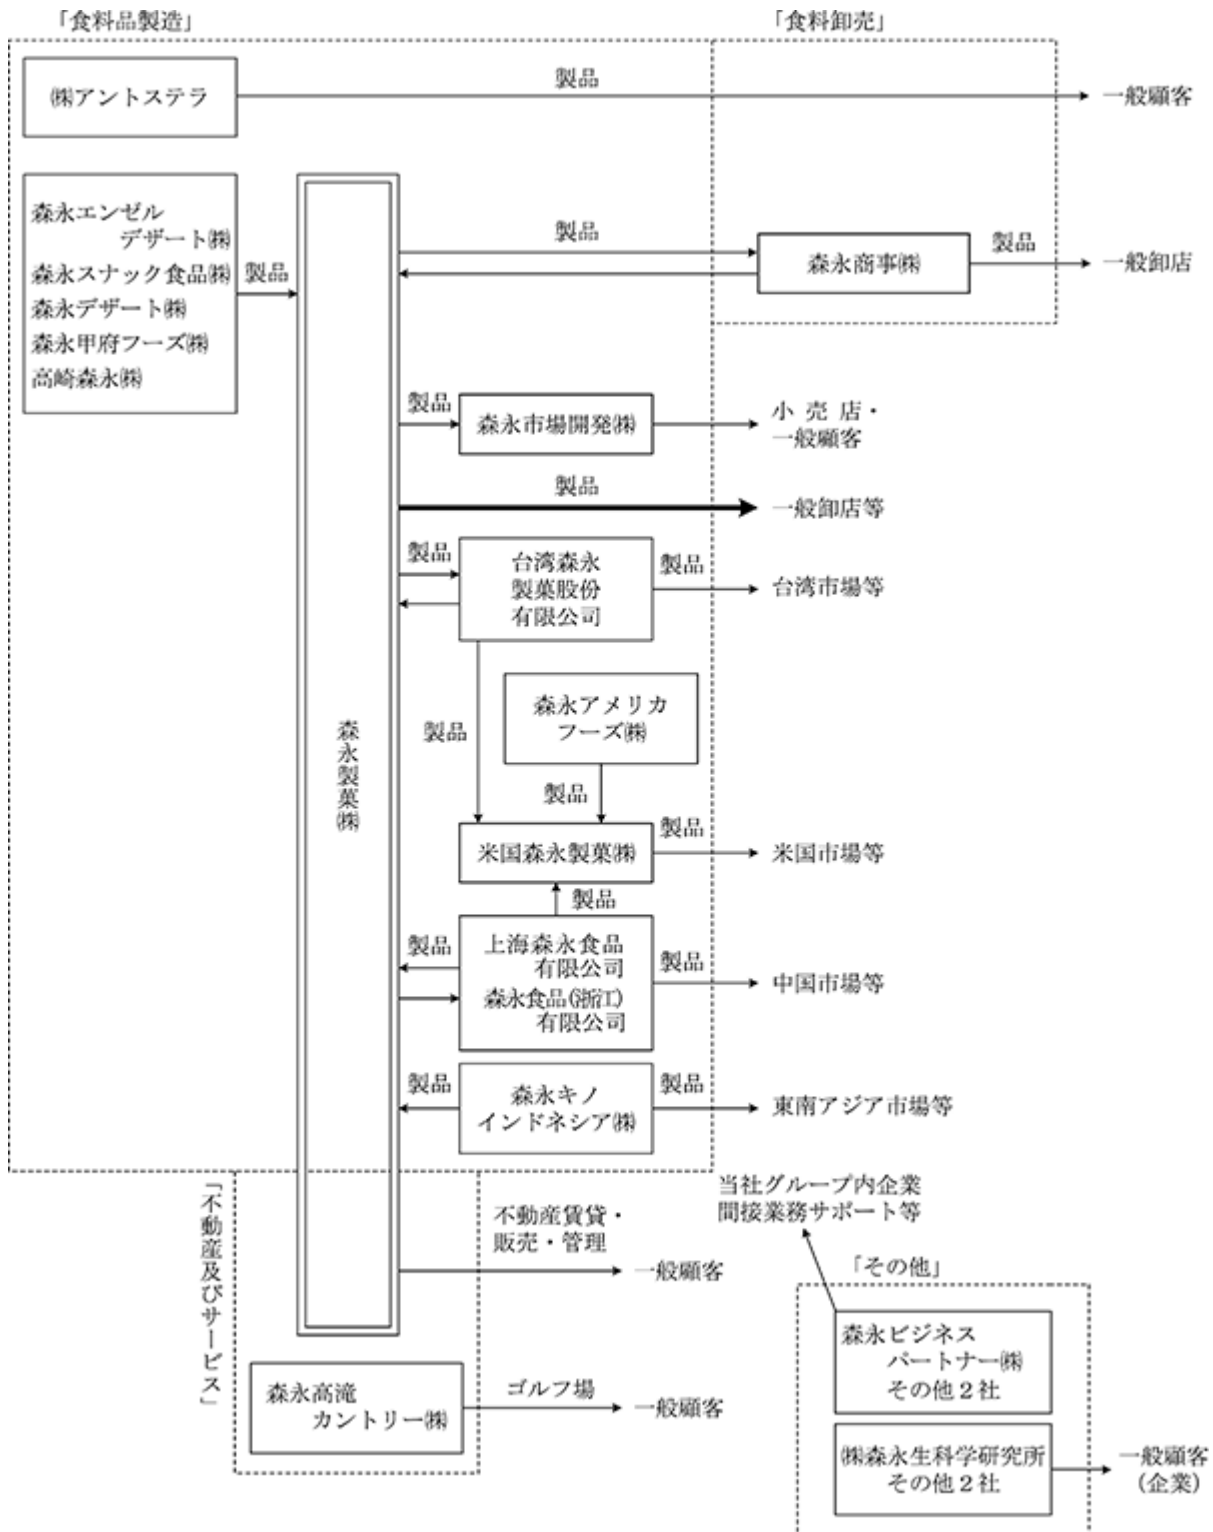 「食料品製造」
「食料卸売」
㈱アントステラ
製品
一般顧客
森永エンゼル
デザート㈱
森永スナック食品㈱
森永デザート㈱
森永甲府フーズ㈱
高崎森永㈱
製品
森永製菓㈱
製品
森永商事㈱
製品
一般卸店
製品
森永市場開発㈱
小売店・
一般顧客
製品
一般卸店等
製品
台湾森永
製菓股份
有限公司
製品
台湾市場等
製品
森永アメリカ
フーズ㈱
製品
米国森永製菓㈱
製品
米国市場等
製品
製品
上海森永食品
有限公司
森永食品(浙江)
有限公司
製品
中国市場等
製品
森永キノ
インドネシア㈱
製品
東南アジア市場等
「不動産及びサービス」
不動産賃貸・
販売・管理
一般顧客
森永高滝
カントリー㈱
ゴルフ場
一般顧客
当社グループ内企業
間接業務サポート等
「その他」
森永ビジネス
パートナー㈱
その他２社
㈱森永生科学研究所
その他２社
一般顧客
(企業)